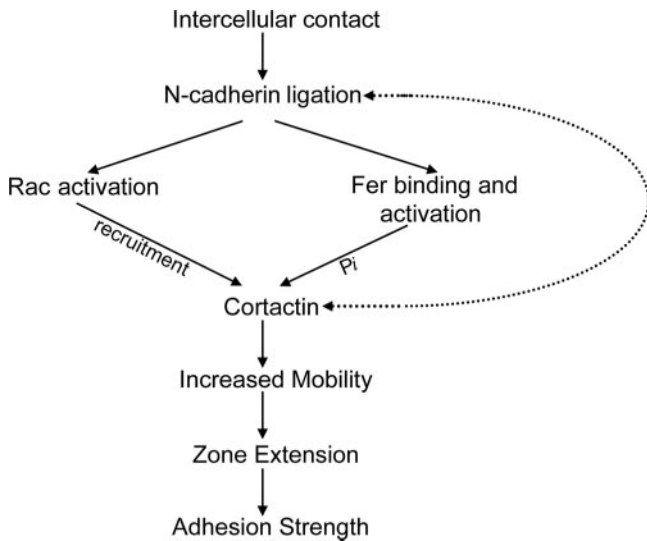 Intercellular contact
N-cadherin ligation
Rac activation
Fer binding and
activation
recruitment
Pi
Cortactin
Increased Mobility
Zone Extension
Adhesion Strength